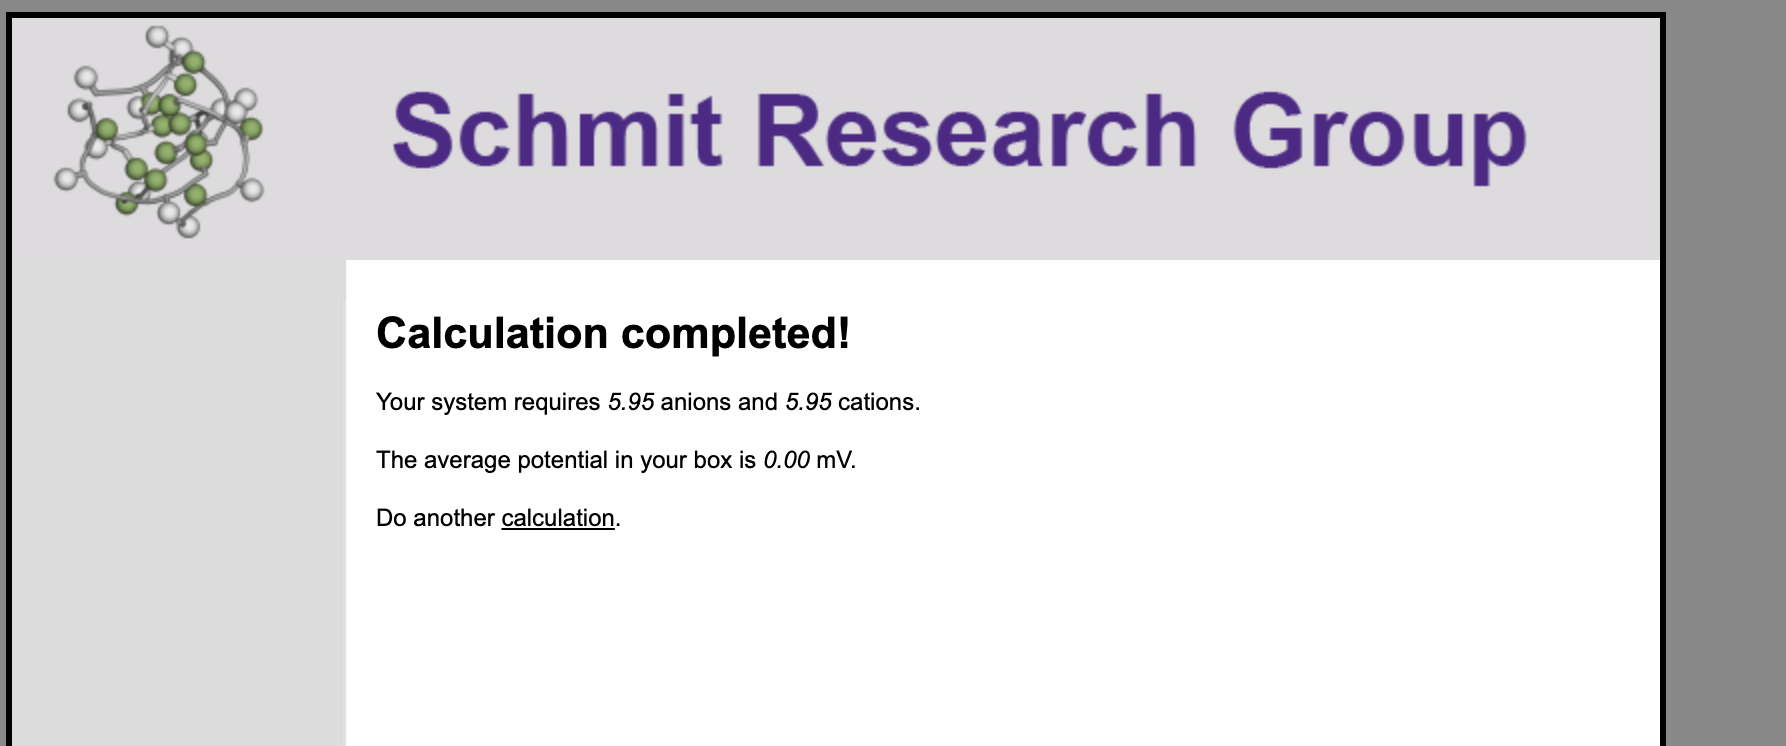 Schmit Research Group
Calculation completed!
Your system requires 5.95 anions and 5.95 cations.
The average potential in your box is 0.00 mV.
Do another calculation.